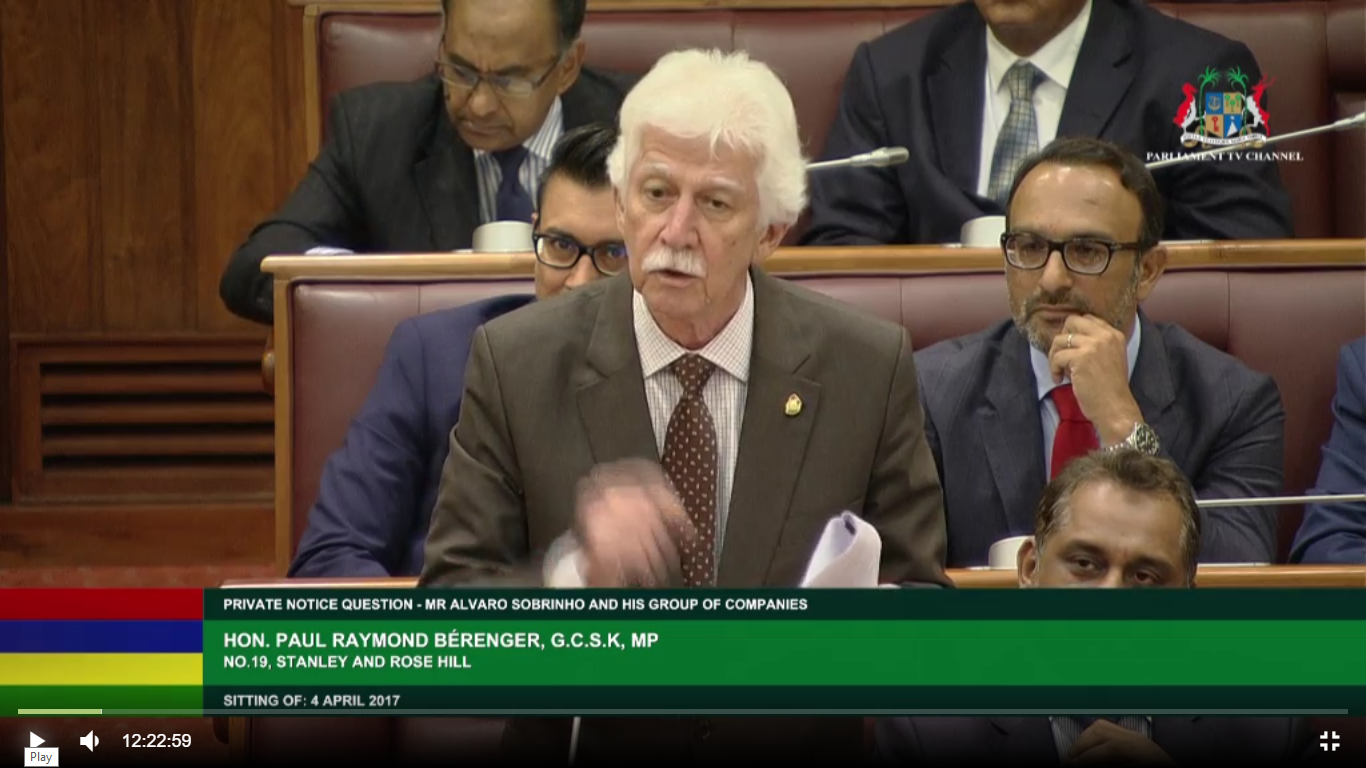 PARLIAMENT TV CHANNEL
PRIVATE NOTICE QUESTION - MR ALVARO SOBRINHO AND HIS GROUP OF COMPANIES
HON. PAUL RAYMOND BÉRENGER, G.C.S.K, MP
NO.19, STANLEY AND ROSE HILL
SITTING OF: 4 APRIL 2017
12:22:59
Play